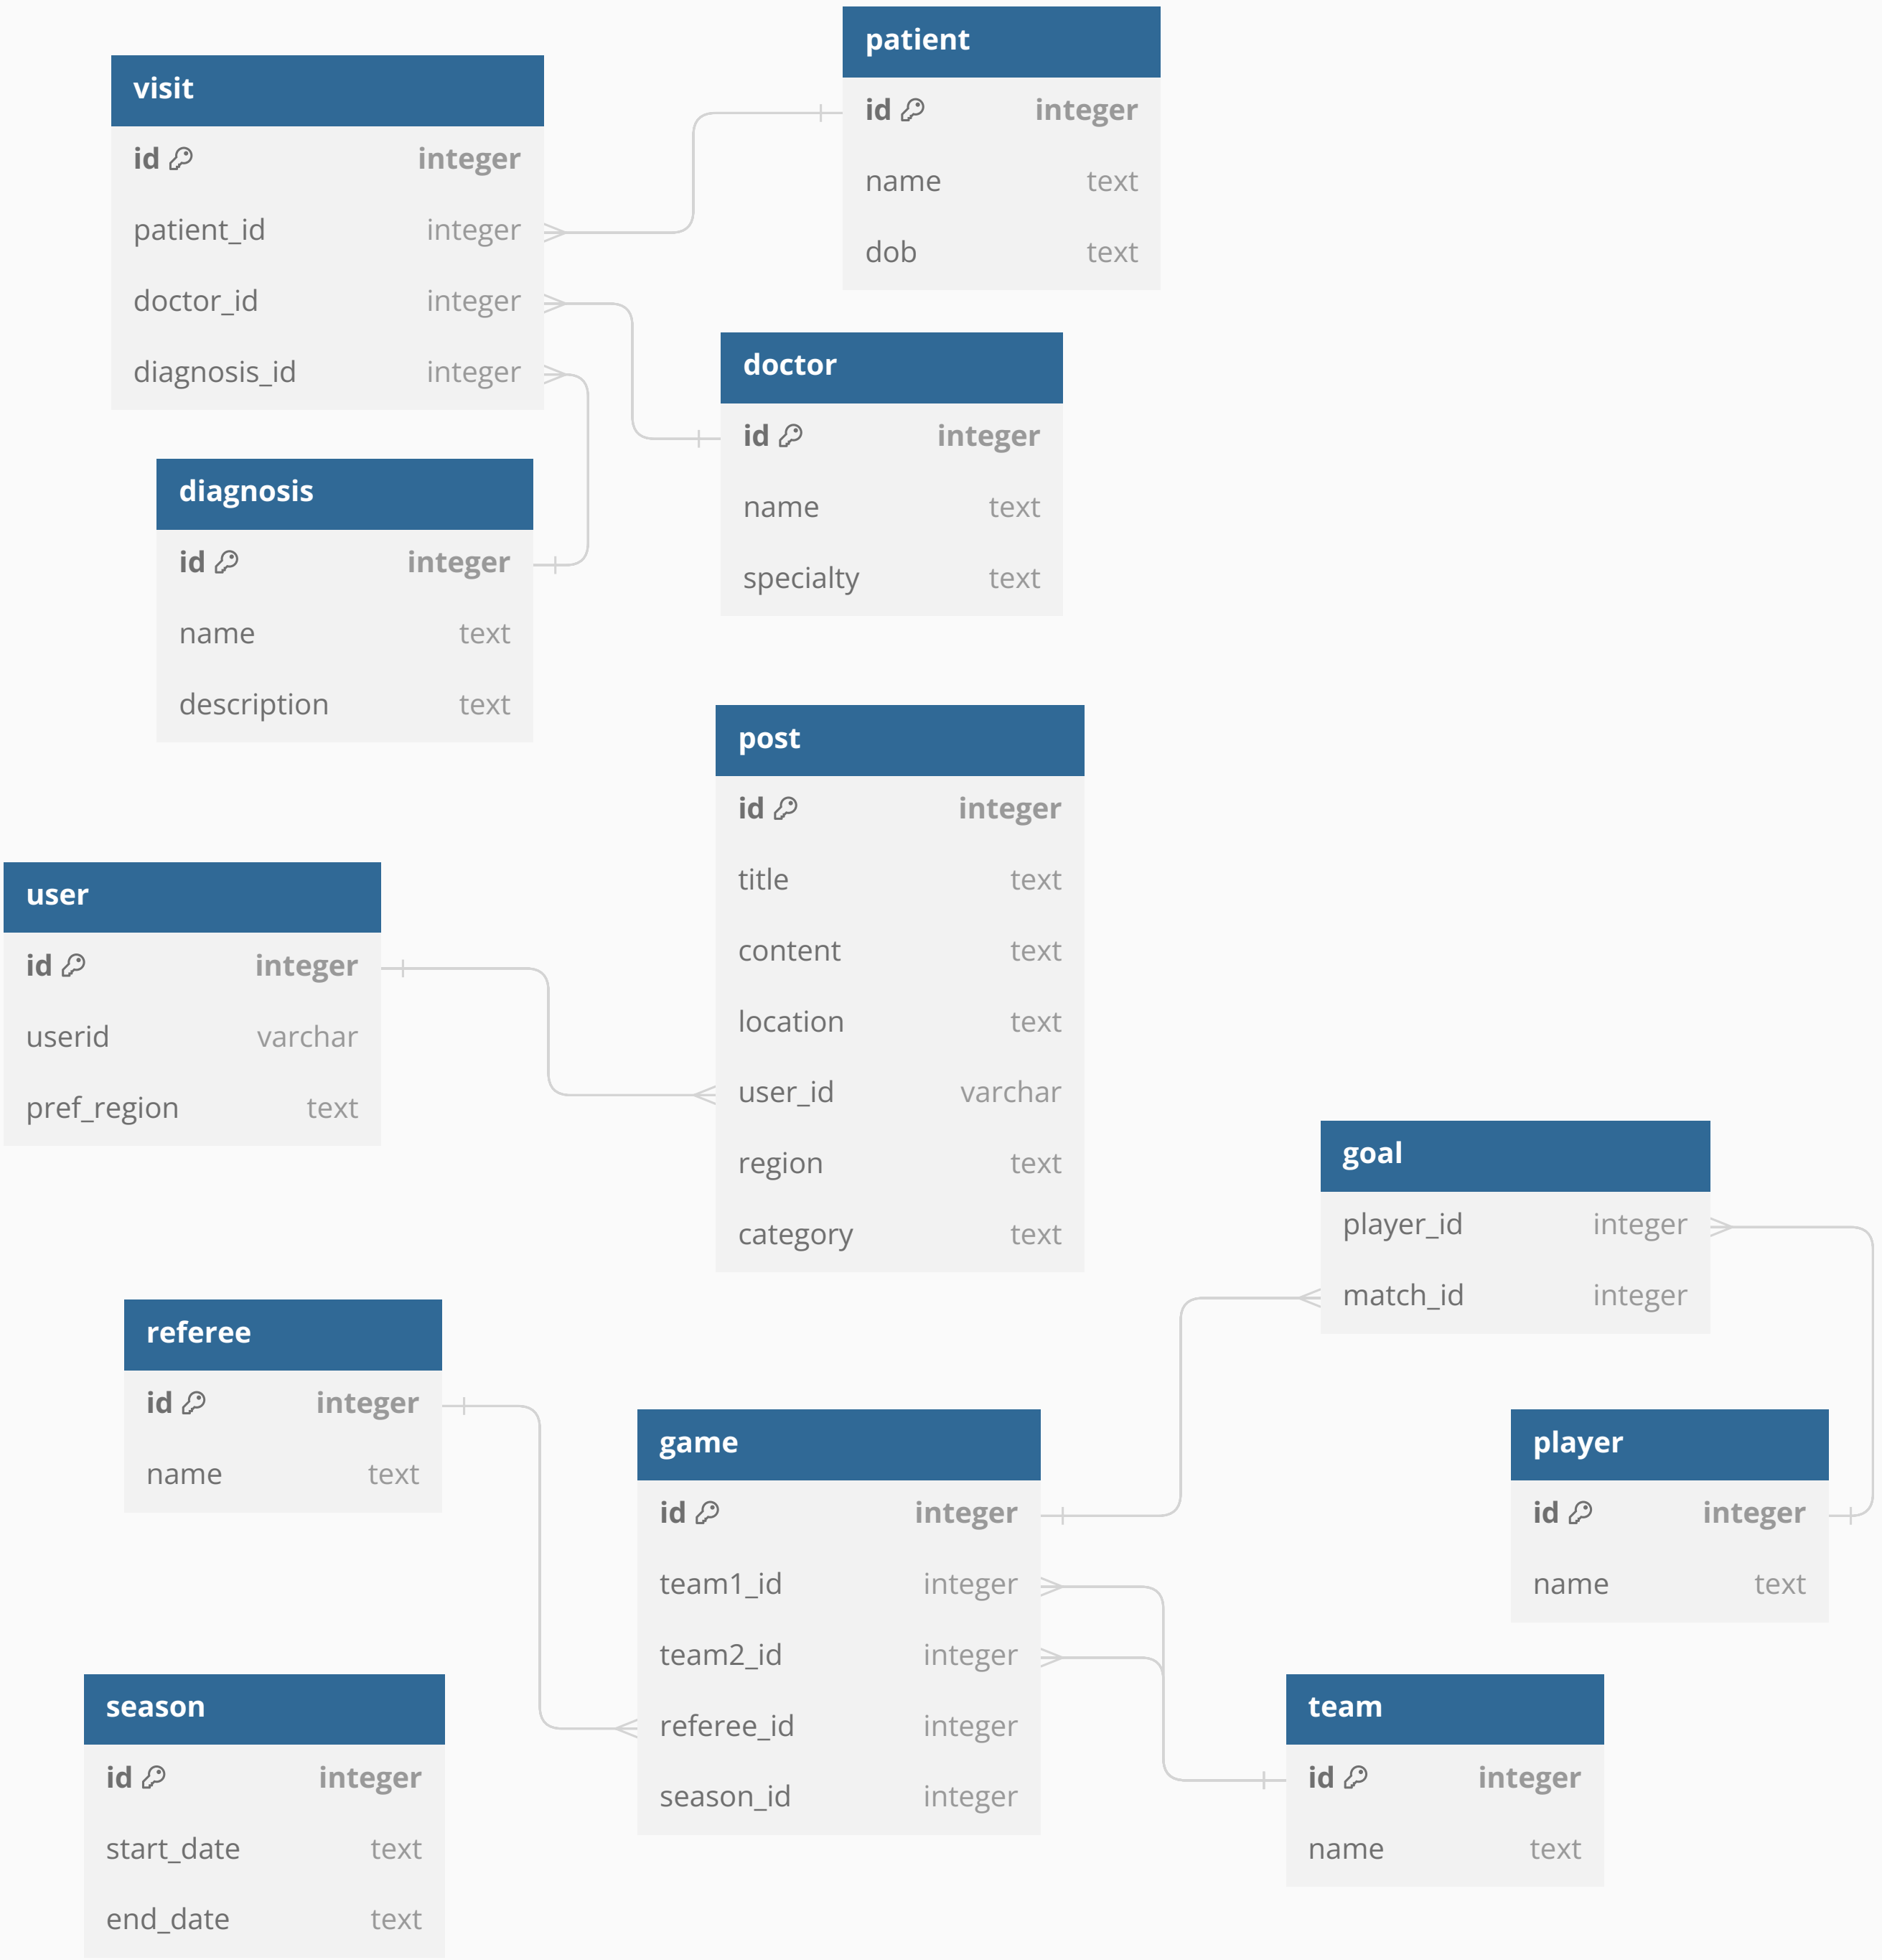 patient
id integer
name text
dob text
visit
id integer
patient_id integer
doctor_id integer
diagnosis_id integer
doctor
id integer
name text
specialty text
diagnosis
id integer
name text
description text
post
id integer
title text
content text
location text
user_id varchar
region text
category text
user
id integer
userid varchar
pref_region text
goal
player_id integer
match_id integer
referee
id integer
name text
game
id integer
team1_id integer
team2_id integer
referee_id integer
season_id integer
player
id integer
name text
season
id integer
start_date text
end_date text
team
id integer
name text